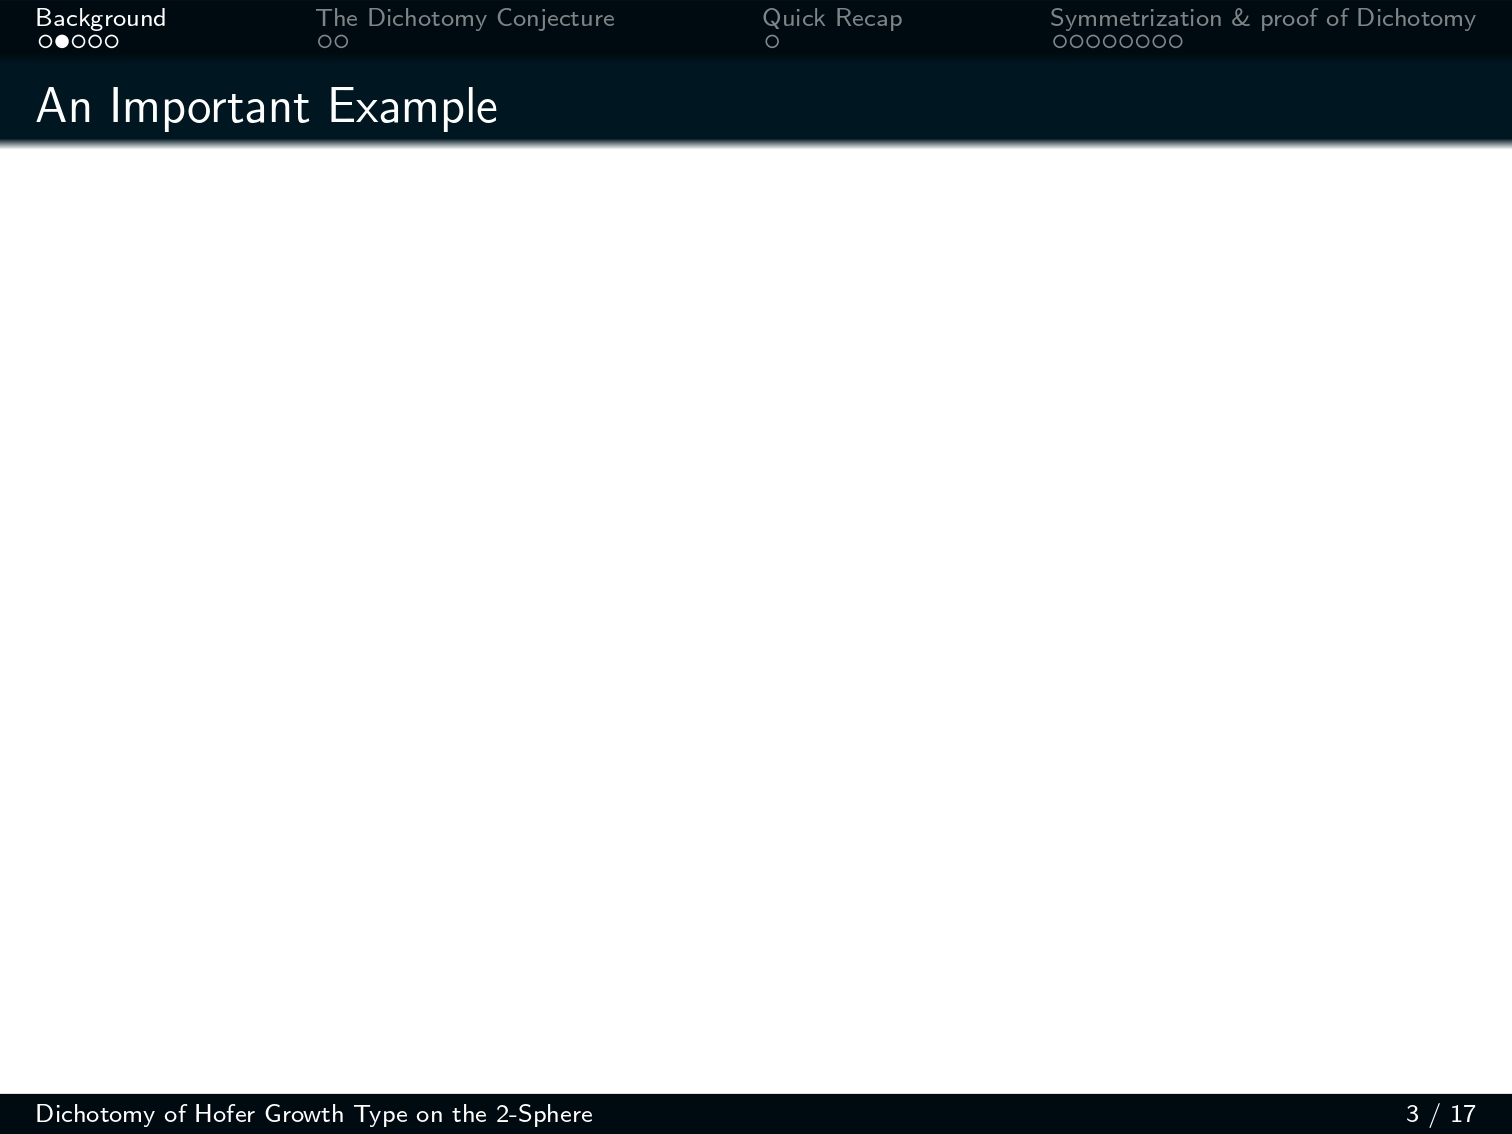 Background The Dichotomy Conjecture Quick Recap Symmetrization & proof of Dichotomy
An Important Example
Dichotomy of Hofer Growth Type on the 2-Sphere 3 / 17